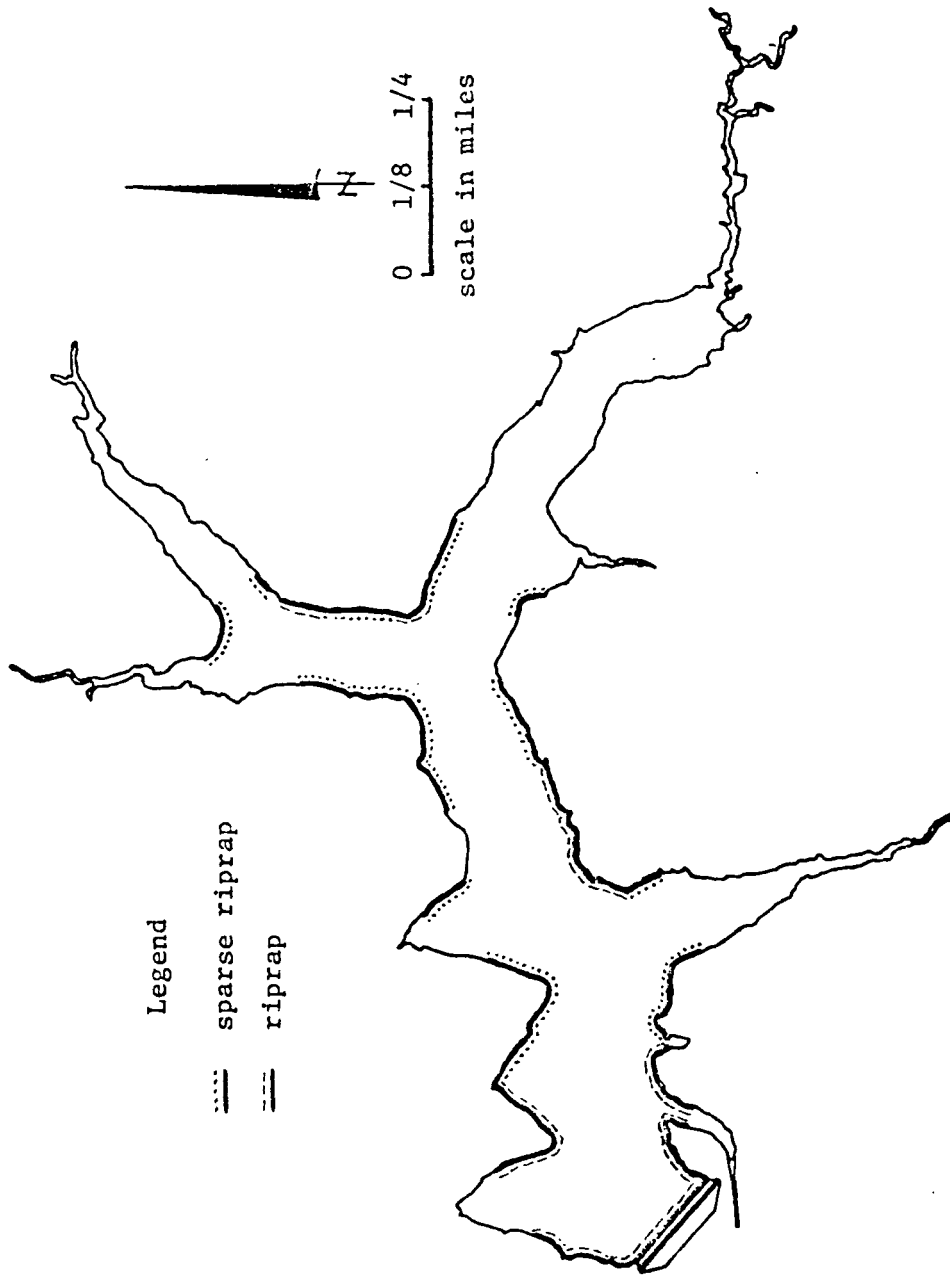 N
0 1/8 1/4
scale in miles
Legend
sparse riprap
riprap